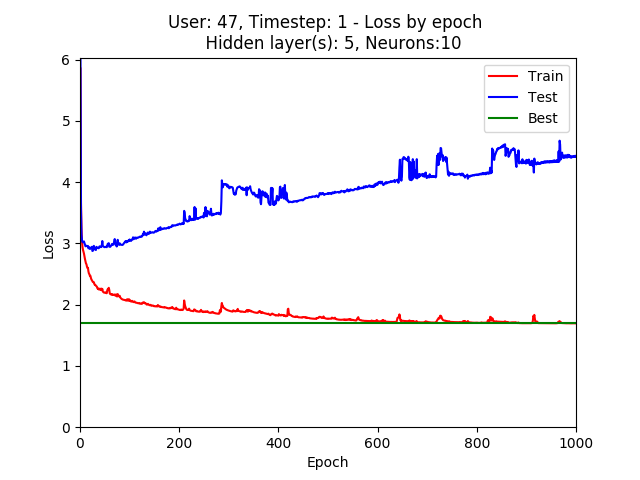 User: 47, Timestep: 1 - Loss by epoch
Hidden layer(s): 5, Neurons:10
Train
Test
Best
6
5
4
3
2
1
0
Loss
0
200
400
600
800
1000
Epoch